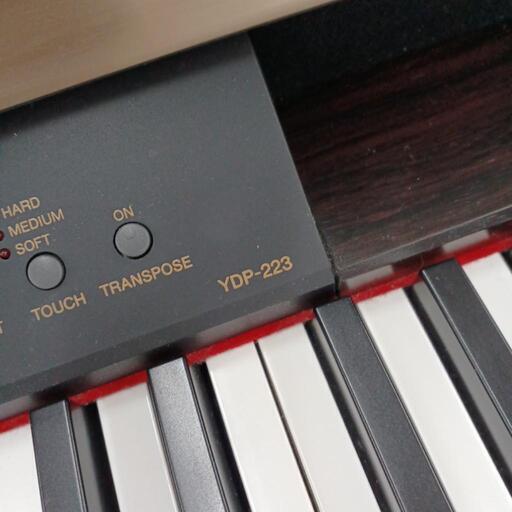 HARD
MEDIUM
SOFT
ON
TOUCH
TRANSPOSE
YDP-223